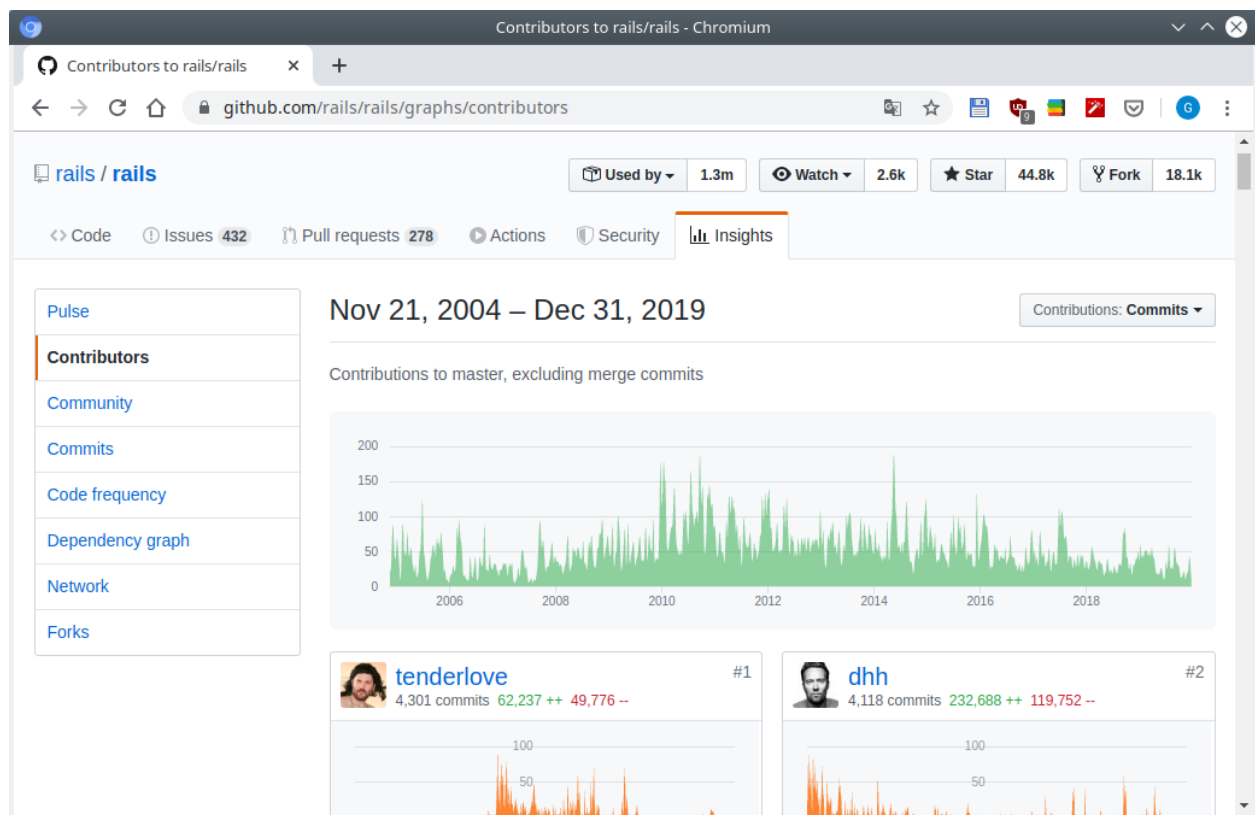 Contributors to rails/rails - Chromium
Contributors to rails/rails
github.com/rails/rails/graphs/contributors
9
G
rails / rails
Used by 1.3m Watch 2.6k Star 44.8k Fork 18.1k
Code Issues 432 Pull requests 278 Actions Security Insights
Pulse
Contributors
Community
Commits
Code frequency
Dependency graph
Network
Forks
Nov 21, 2004 – Dec 31, 2019
Contributions: Commits
Contributions to master, excluding merge commits
200
150
100
50
0
2006 2008 2010 2012 2014 2016 2018
tenderlove #1
4,301 commits 62,237 ++ 49,776 --
100
50
dhh #2
4,118 commits 232,688 ++ 119,752 --
100
50